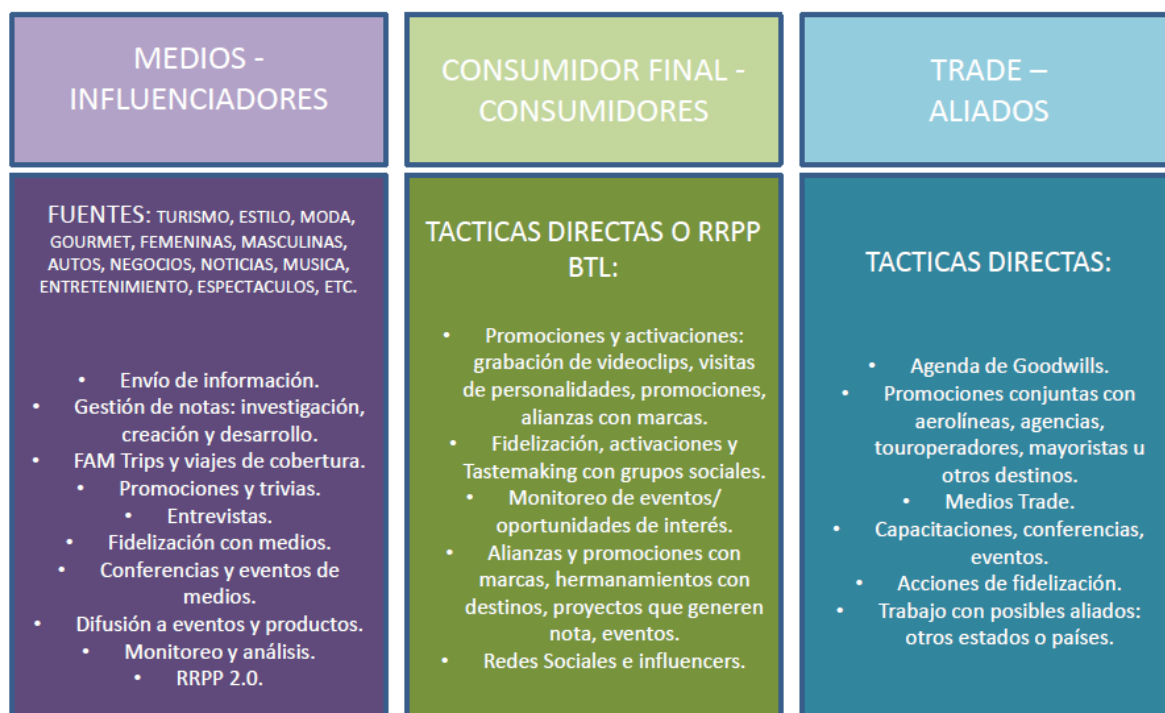 MEDIOS -
INFLUENCIADORES
FUENTES: TURISMO, ESTILO, MODA,
GOURMET, FEMENINAS, MASCULINAS,
AUTOS, NEGOCIOS, NOTICIAS, MUSICA,
ENTRETENIMIENTO, ESPECTACULOS, ETC.
• Envío de información.
• Gestión de notas: investigación,
creación y desarrollo.
• FAM Trips y viajes de cobertura.
• Promociones y trivias.
• Entrevistas.
• Fidelización con medios.
• Conferencias y eventos de
medios.
• Difusión a eventos y productos.
• Monitoreo y análisis.
• RRPP 2.0.
CONSUMIDOR FINAL -
CONSUMIDORES
TACTICAS DIRECTAS O RRPP
BTL:
• Promociones y activaciones:
grabación de videoclips, visitas
de personalidades, promociones,
alianzas con marcas.
• Fidelización, activaciones y
Tastemaking con grupos sociales.
• Monitoreo de eventos/
oportunidades de interés.
• Alianzas y promociones con
marcas, hermanamientos con
destinos, proyectos que generen
nota, eventos.
• Redes Sociales e influencers.
TRADE –
ALIADOS
TACTICAS DIRECTAS:
• Agenda de Goodwills.
• Promociones conjuntas con
aerolíneas, agencias,
touroperadores, mayoristas u
otros destinos.
• Medios Trade.
• Capacitaciones, conferencias,
eventos.
• Acciones de fidelización.
• Trabajo con posibles aliados:
otros estados o países.